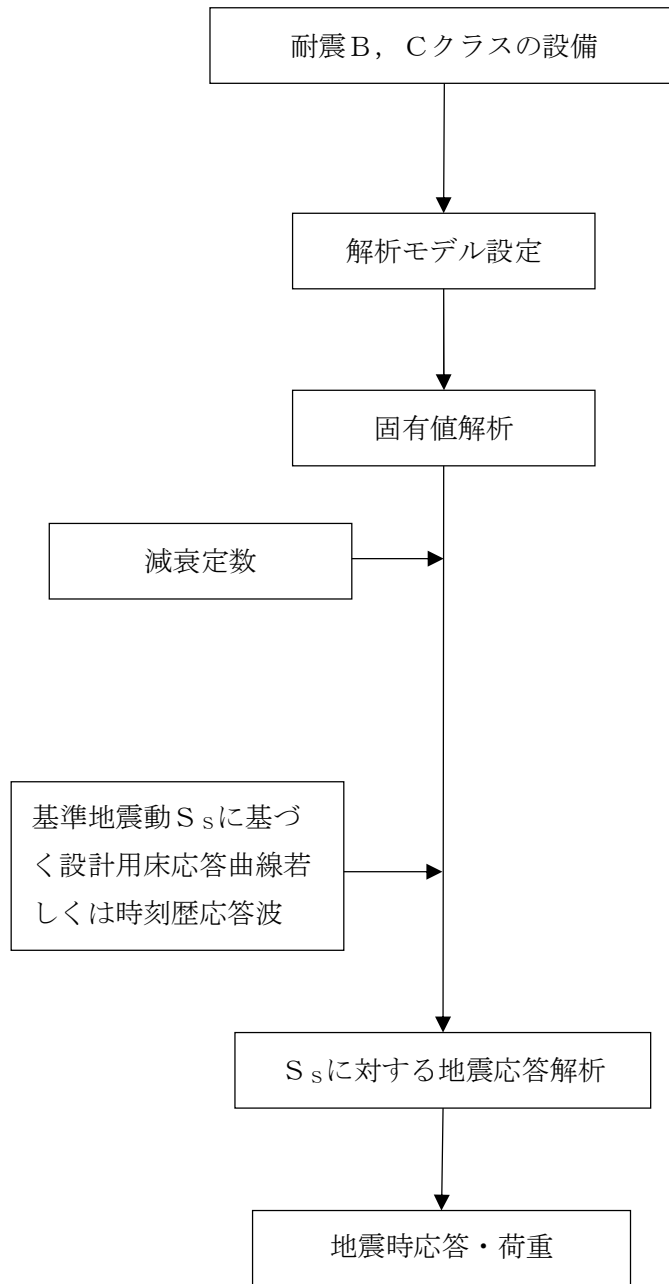 耐震Ｂ，Ｃクラスの設備
解析モデル設定
固有値解析
減衰定数
基準地震動Ｓｓに基づ
く設計用床応答曲線若
しくは時刻歴応答波
Ｓｓに対する地震応答解析
地震時応答・荷重